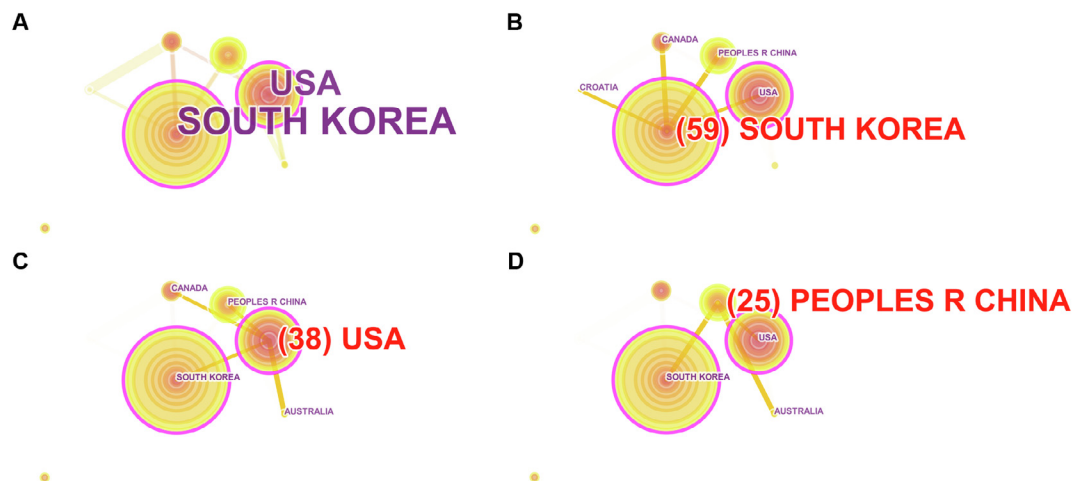 A
USA
SOUTH KOREA
B
CANADA
PEOPLES R CHINA
CROATIA
USA
(59) SOUTH KOREA
C
CANADA
PEOPLES R CHINA
(38) USA
SOUTH KOREA
AUSTRALIA
D
(25) PEOPLES R CHINA
USA
SOUTH KOREA
AUSTRALIA